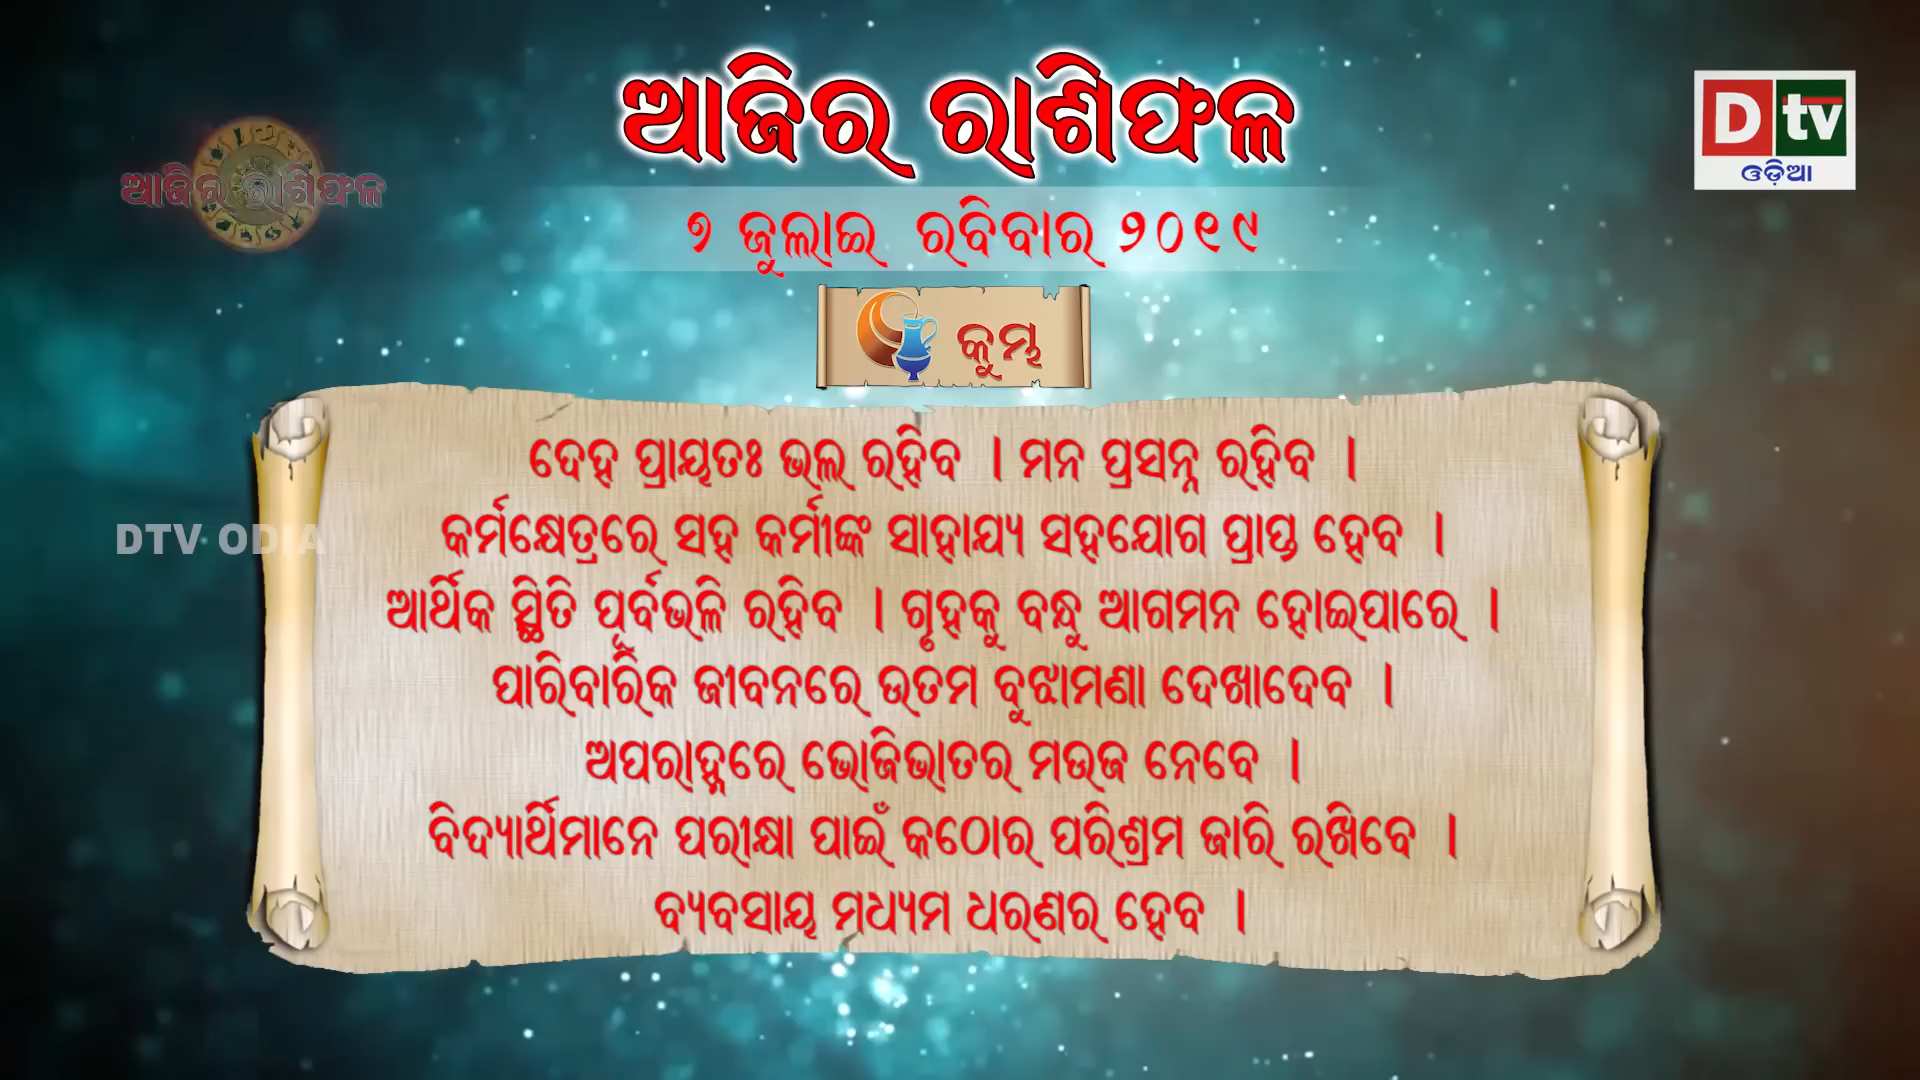 ଆଜିର ରାଶିଫଳ
D tv
ଓଡ଼ିଆ
ଆଜିର ରାଶିଫଳ
୭ ଜୁଲାଇ ରବିବାର ୨୦୧୯
କୁମ୍ଭ
ଦେହ ପ୍ରାୟତଃ ଭଲ ରହିବ । ମନ ପ୍ରସନ୍ନ ରହିବ ।
କର୍ମକ୍ଷେତ୍ରରେ ସହ କର୍ମୀଙ୍କ ସାହାଯ୍ୟ ସହଯୋଗ ପ୍ରାପ୍ତ ହେବ ।
DTV ODIA
ଆର୍ଥିକ ସ୍ଥିତି ପୂର୍ବଭଳି ରହିବ । ଗୃହକୁ ବନ୍ଧୁ ଆଗମନ ହୋଇପାରେ ।
ପାରିବାରିକ ଜୀବନରେ ଉତମ ବୁଝାମଣା ଦେଖାଦେବ ।
ଅପରାହ୍ନରେ ଭୋଜିଭାତର ମଉଜ ନେବେ ।
ବିଦ୍ୟାର୍ଥିମାନେ ପରୀକ୍ଷା ପାଇଁ କଠୋର ପରିଶ୍ରମ ଜାରି ରଖିବେ ।
ବ୍ୟବସାୟ ମଧ୍ୟମ ଧରଣର ହେବ ।